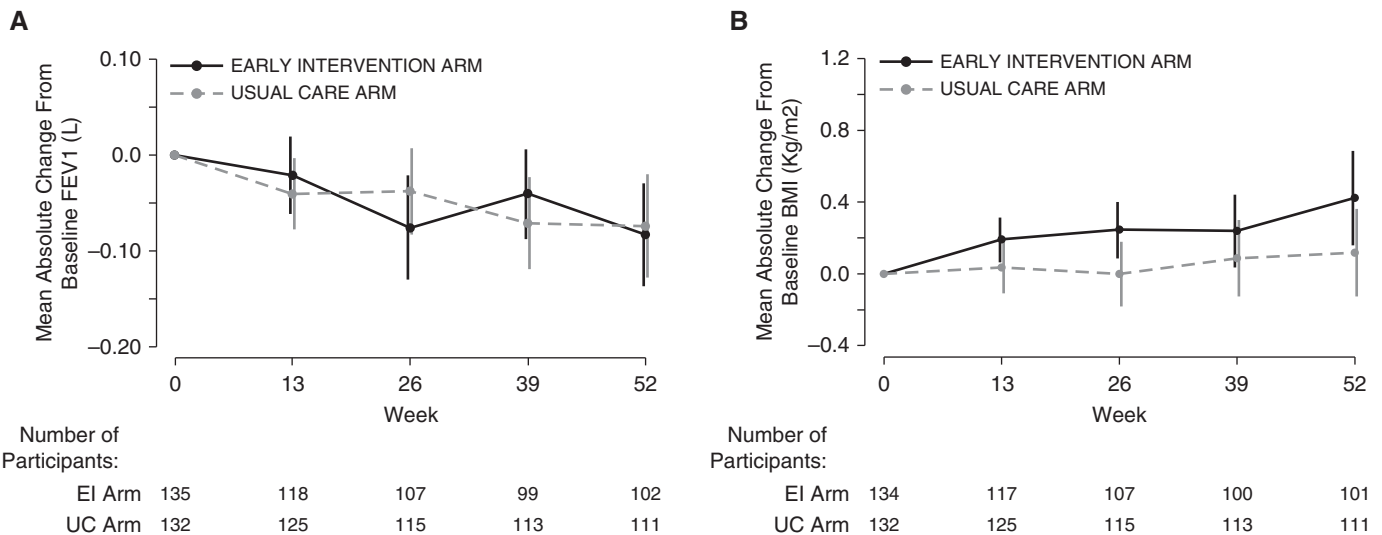 A
Mean Absolute Change From
Baseline FEV1 (L)
0.10
0.0
–0.10
–0.20
EARLY INTERVENTION ARM
USUAL CARE ARM
0 13 26 39 52
Week
Number of
Participants:
EI Arm 135 118 107 99 102
UC Arm 132 125 115 113 111
B
Mean Absolute Change From
Baseline BMI (Kg/m2)
1.2
0.8
0.4
0.0
–0.4
EARLY INTERVENTION ARM
USUAL CARE ARM
0 13 26 39 52
Week
Number of
Participants:
EI Arm 134 117 107 100 101
UC Arm 132 125 115 113 111